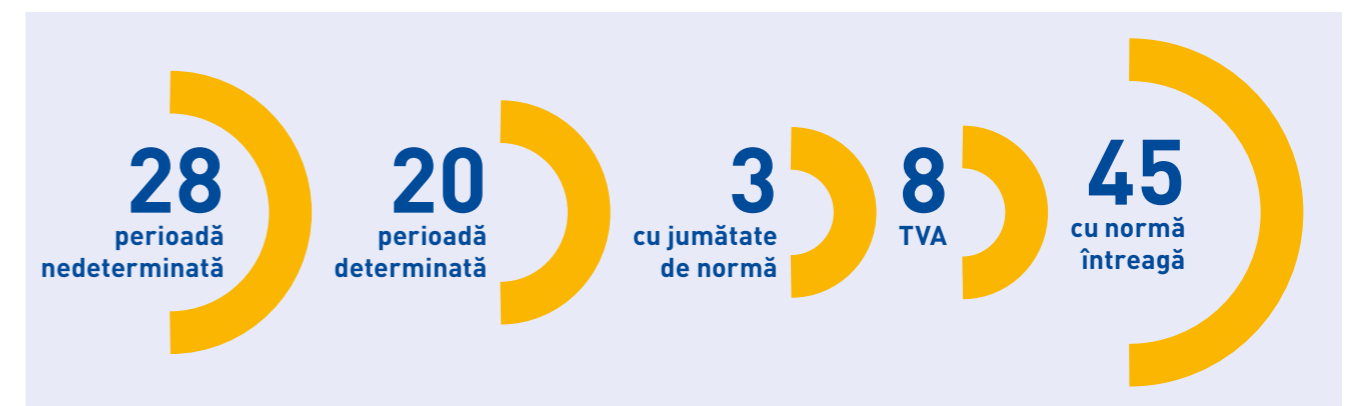 28
perioadă
nedeterminată
20
perioadă
determinată
3
cu jumătate
de normă
8
TVA
45
cu normă
întreagă